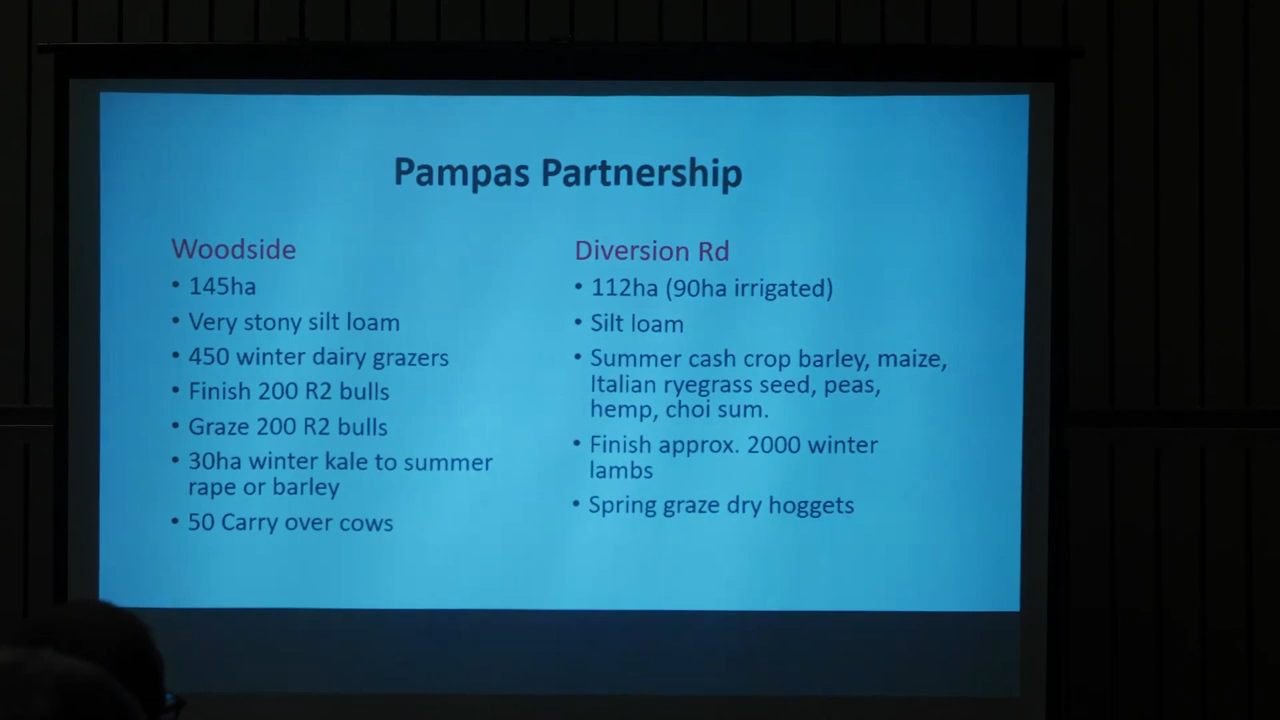 Pampas Partnership
Woodside
• 145ha
• Very stony silt loam
• 450 winter dairy grazers
• Finish 200 R2 bulls
• Graze 200 R2 bulls
• 30ha winter kale to summer
rape or barley
• 50 Carry over cows
Diversion Rd
• 112ha (90ha irrigated)
• Silt loam
• Summer cash crop barley, maize,
Italian ryegrass seed, peas,
hemp, choi sum.
• Finish approx. 2000 winter
lambs
• Spring graze dry hoggets